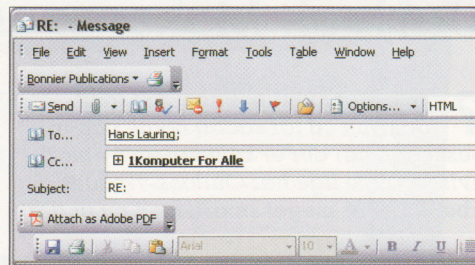 RE: - Message
File Edit View Insert Format Tools Table Window Help
Bonnier Publications
Send Options... HTML
To... Hans Lauring;
Cc... 1Komputer For Alle
Subject: RE:
Attach as Adobe PDF
Arial 10 A B I U